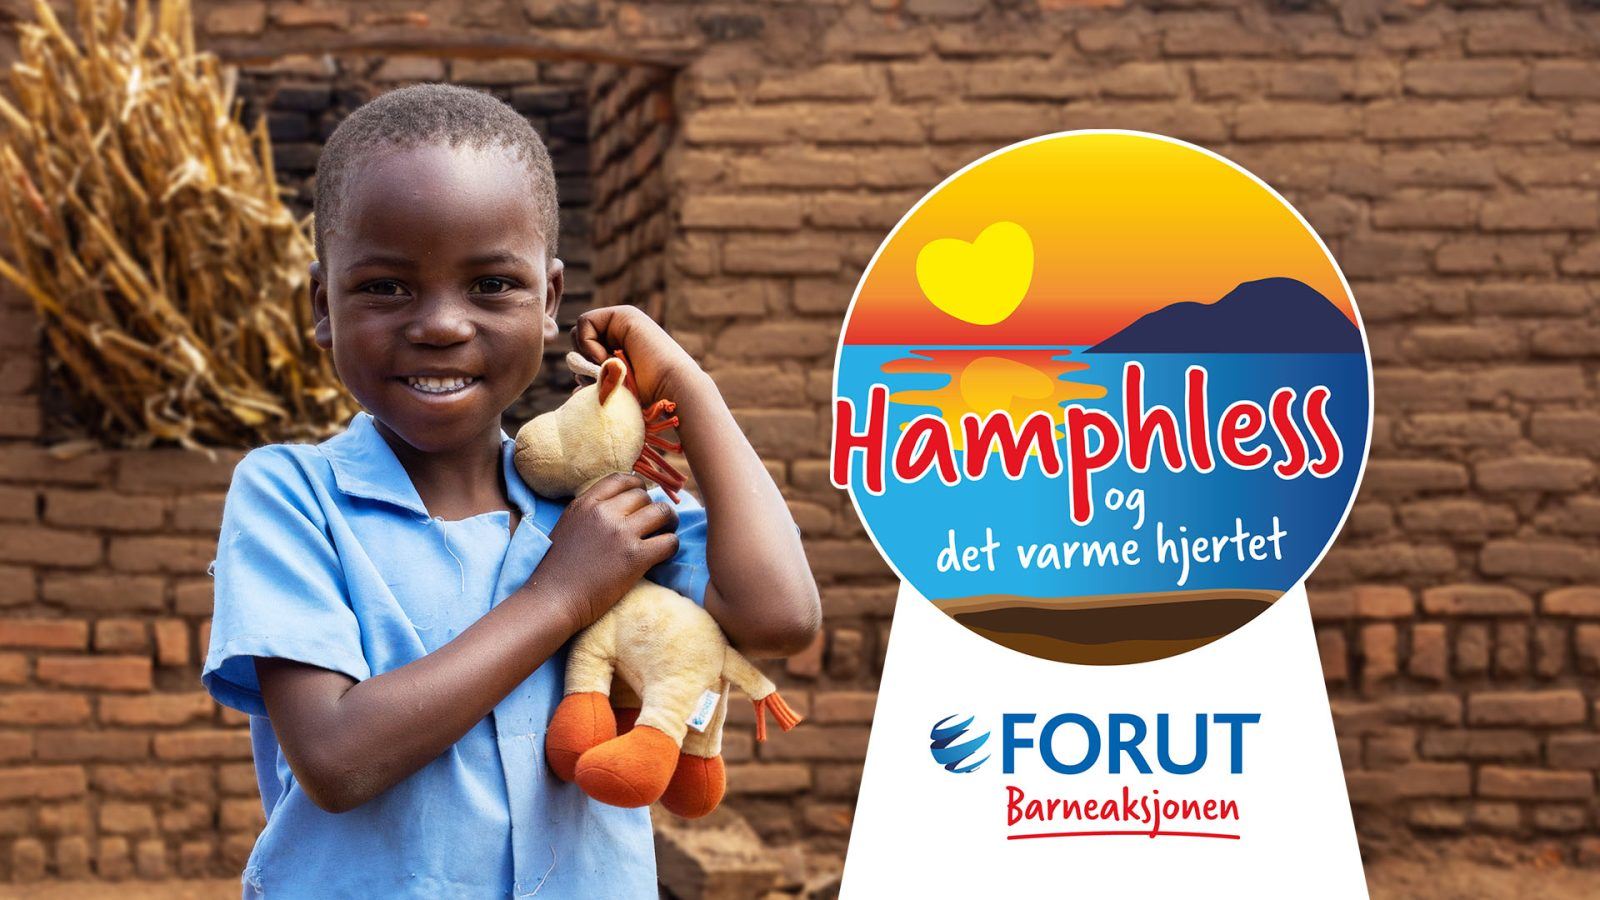 Hamphless
og
det varme hjertet
FORUT
Barneaksjonen